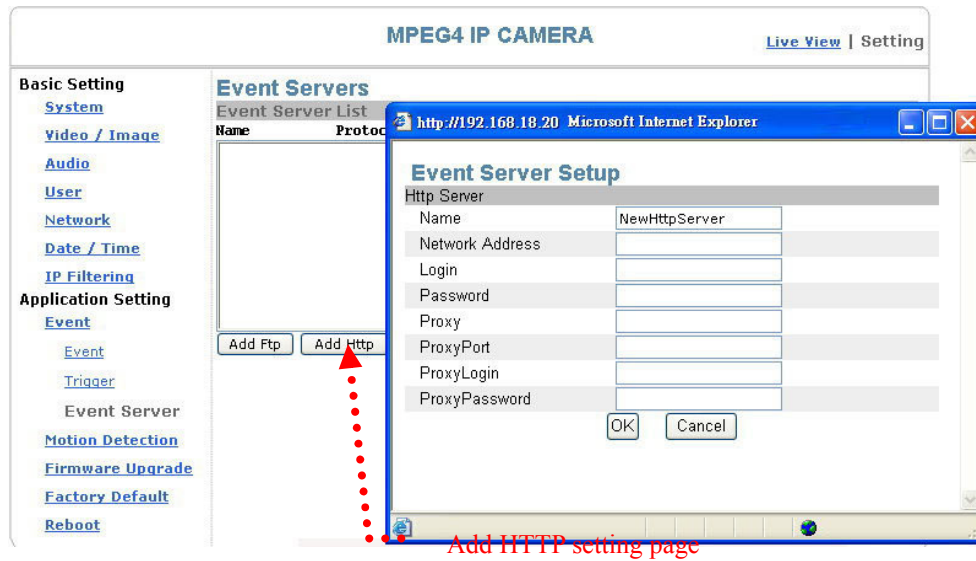 MPEG4 IP CAMERA
Live View | Setting
Basic Setting
System
Video / Image
Audio
User
Network
Date / Time
IP Filtering
Application Setting
Event
Event
Trigger
Event Server
Motion Detection
Firmware Upgrade
Factory Default
Reboot
Event Servers
Event Server List
Name Protoc
Add Ftp Add Http
http://192.168.18.20 Microsoft Internet Explorer
Event Server Setup
Http Server
Name NewHttpServer
Network Address
Login
Password
Proxy
ProxyPort
ProxyLogin
ProxyPassword
OK Cancel
Add HTTP setting page